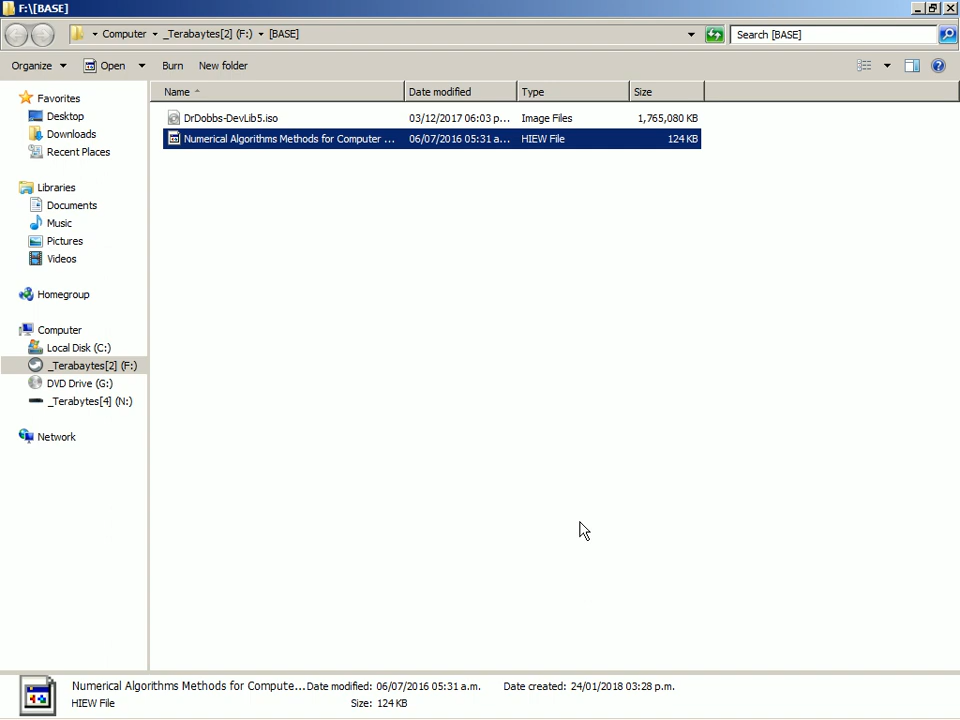 F:\[BASE]
Computer _Terabaytes[2] (F:) [BASE] Search [BASE]
Organize Open Burn New folder
Name Date modified Type Size
Favorites
Desktop
Downloads
Recent Places
Libraries
Documents
Music
Pictures
Videos
Homegroup
Computer
Local Disk (C:)
_Terabaytes[2] (F:)
DVD Drive (G:)
_Terabytes[4] (N:)
Network
DrDobbs-DevLib5.iso 03/12/2017 06:03 p... Image Files 1,765,080 KB
Numerical Algorithms Methods for Computer ... 06/07/2016 05:31 a... HIEW File 124 KB
Numerical Algorithms Methods for Compute... Date modified: 06/07/2016 05:31 a.m. Date created: 24/01/2018 03:28 p.m.
HIEW File Size: 124 KB